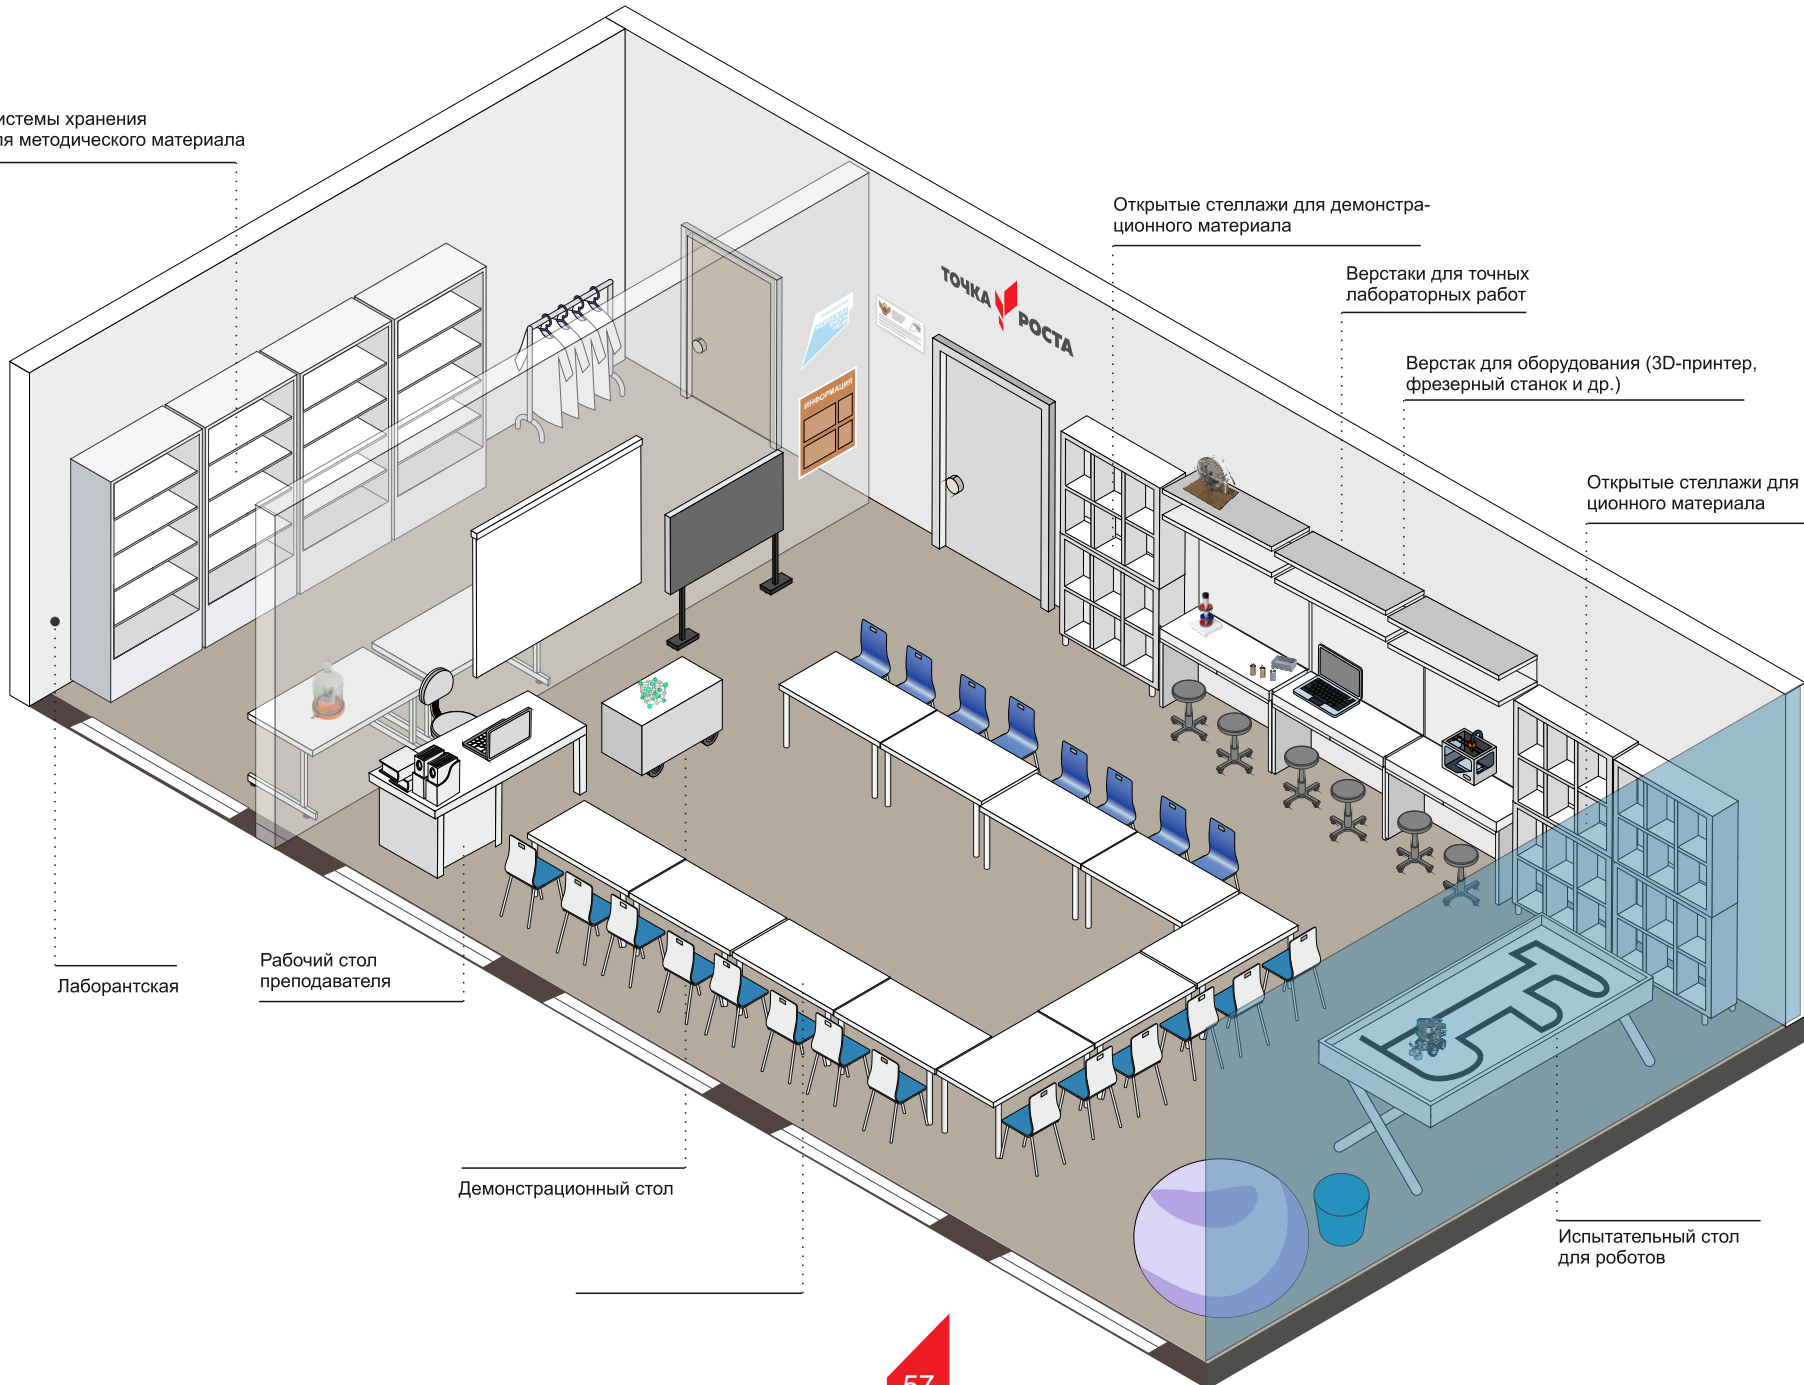 истемы хранения
ля методического материала
Открытые стеллажи для демонстра-
ционного материала
Верстаки для точных
лабораторных работ
Верстак для оборудования (3D-принтер,
фрезерный станок и др.)
Открытые стеллажи для
ционного материала
ТОЧКА
РОСТА
ИНФОРМАЦИЯ
Лаборантская
Рабочий стол
преподавателя
Демонстрационный стол
Испытательный стол
для роботов
57